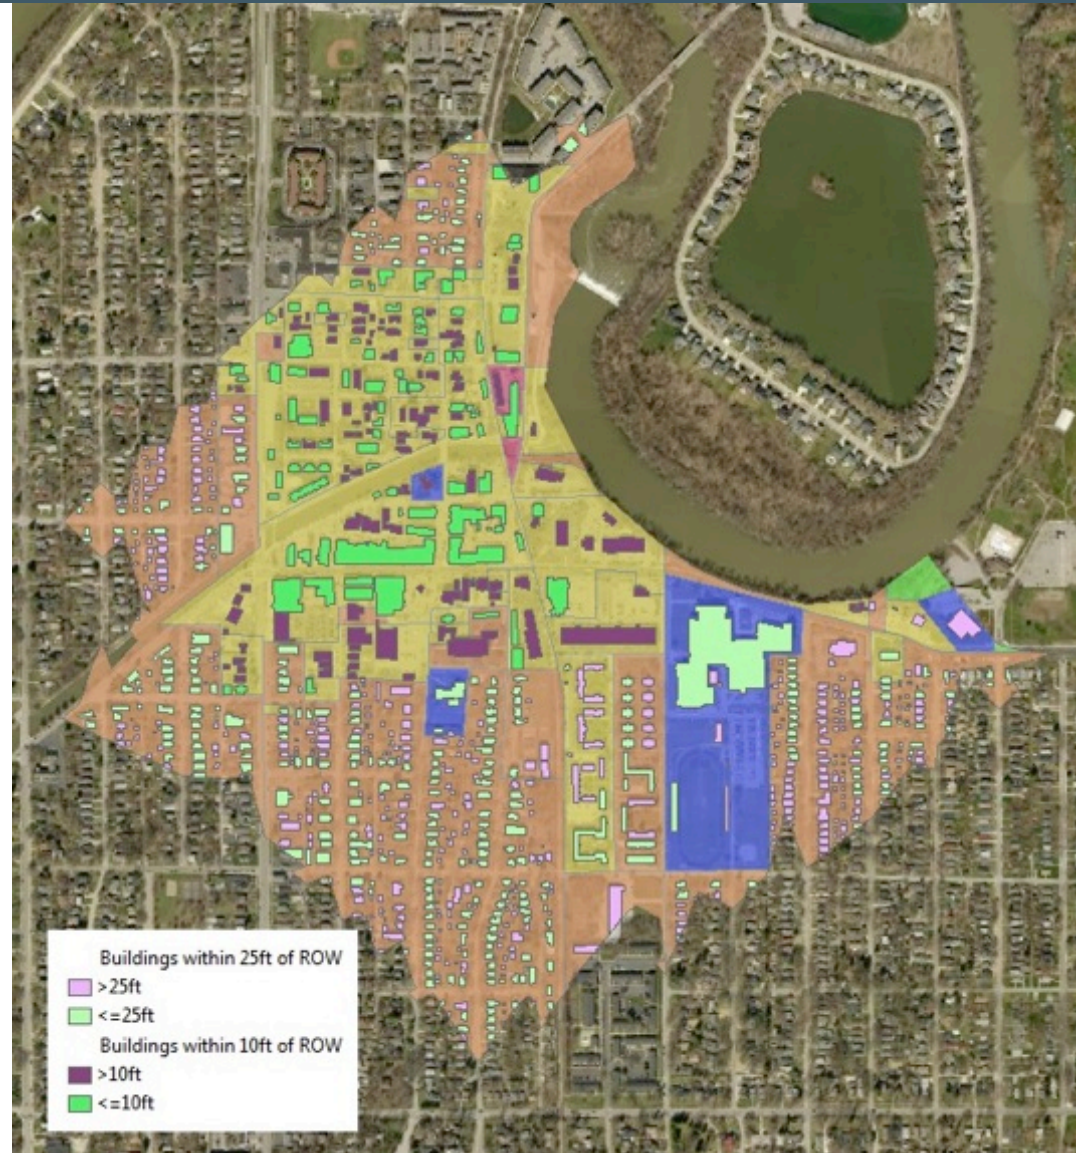 Buildings within 25ft of ROW
>25ft
<=25ft
Buildings within 10ft of ROW
>10ft
<=10ft